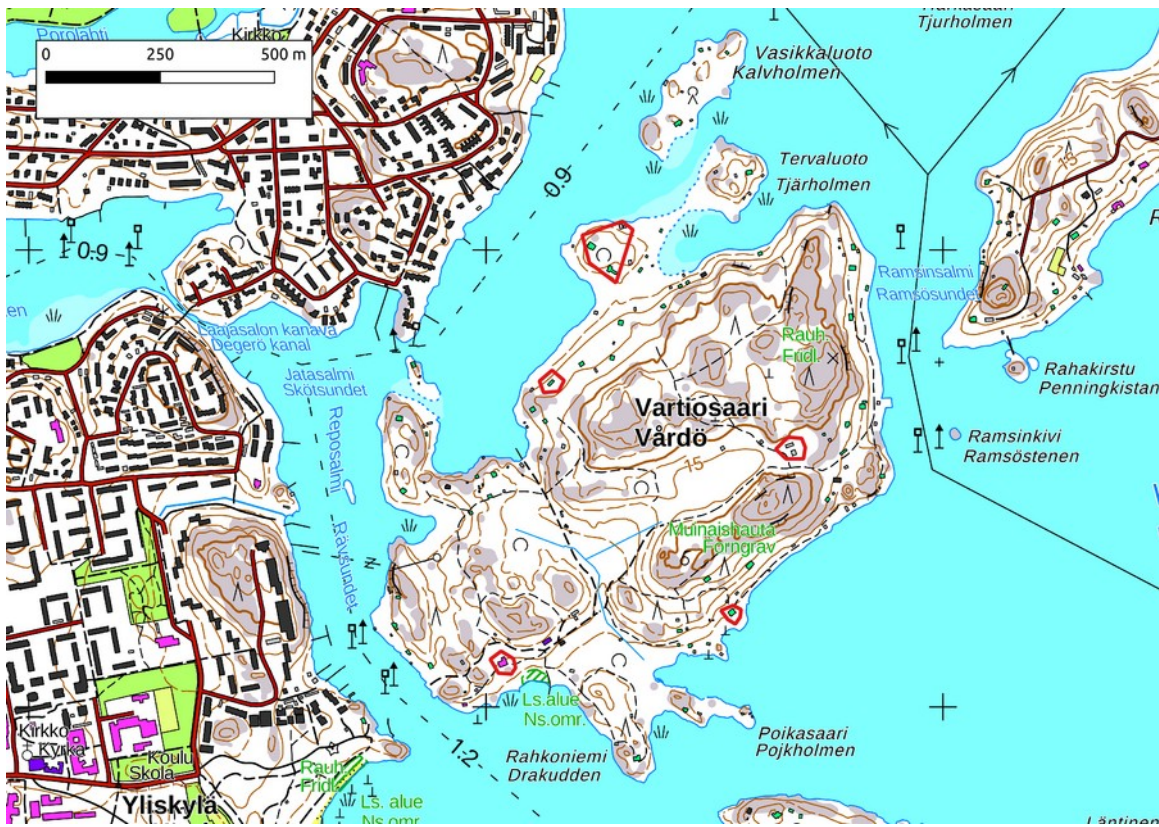 Porolahti
Kirkko
0 250 500 m
Vasikkaluoto
Kalvholmen
Tjurholmen
Tervaluoto
Tjärholmen
0.9
0.9
Ramsinsalmi
Ramsösundet
Laajasalon kanava
Degerö kanal
Jatasalmi
Skötsundet
Reposalmi
Rävsundet
Rauh.
Fridl.
Vartiosaari
Vårdö
15
15
Rahakirstu
Penningkistan
Ramsinkivi
Ramsöstenen
Muinaishauta
Forngrav
Ls.alue
Ns.omr.
Rahkoniemi
Drakudden
Poikasaari
Pojkholmen
1.2
Kirkko
Kyrka
Koulu
Skola
Yliskylä
Rauh.
Fridl.
Ls. alue
Ns.omr.